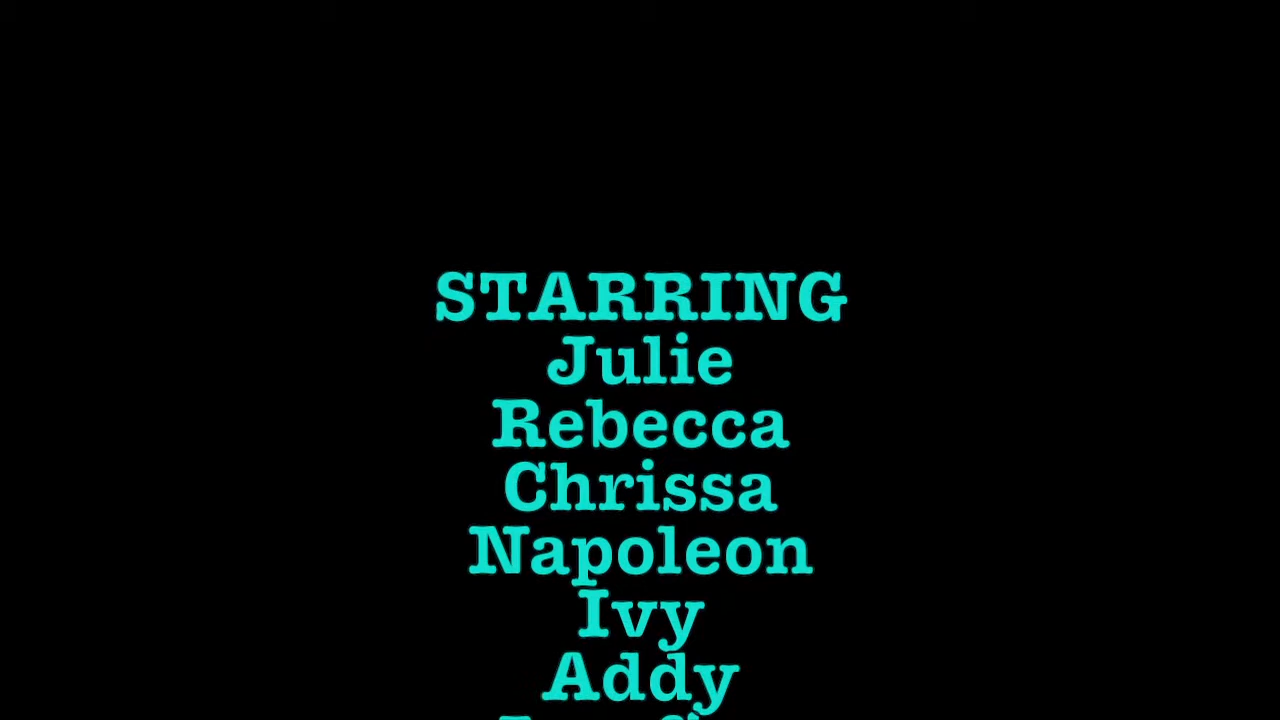 STARRING
Julie
Rebecca
Chrissa
Napoleon
Ivy
Addy